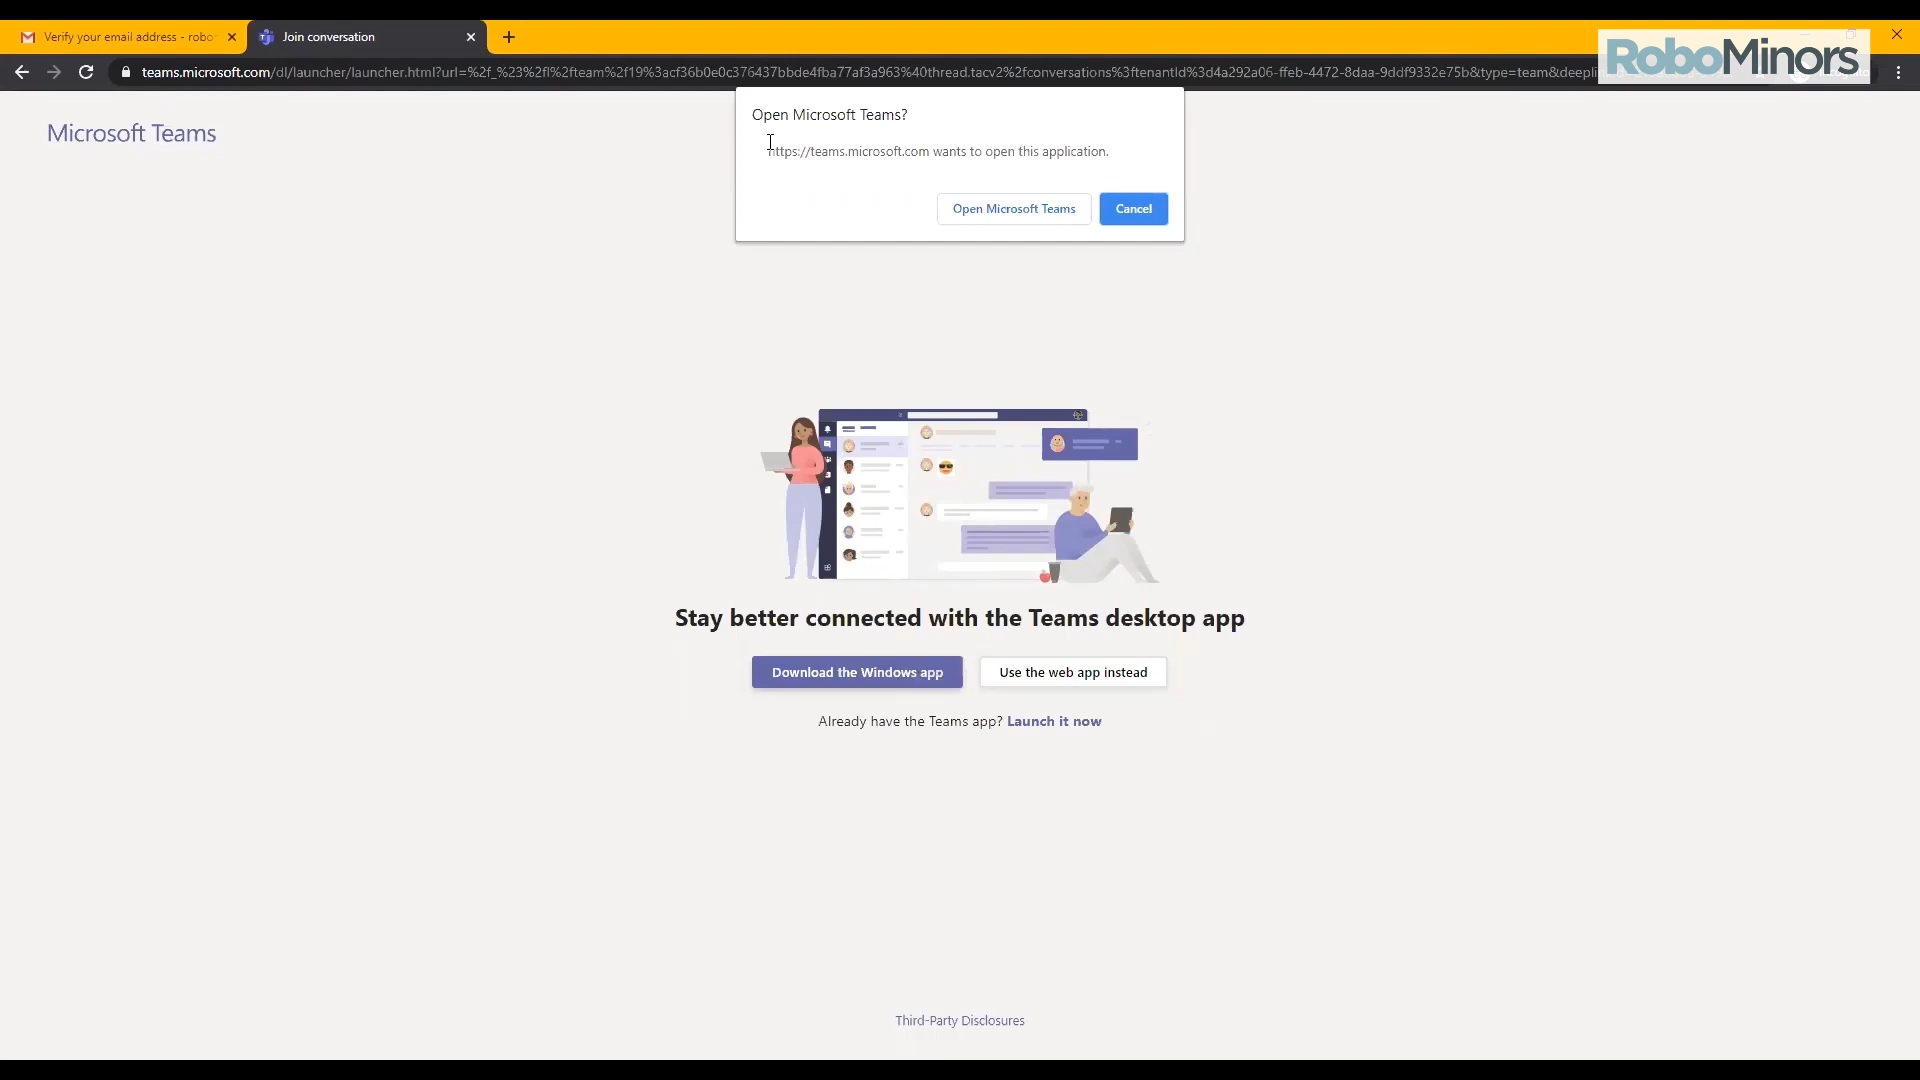 Verify your email address - robo
Join conversation
RoboMinors
teams.microsoft.com/dl/launcher/launcher.html?url=%2f_%23%2fl%2fteam%2f19%3acf36b0e0c376437bbde4fba77af3a963%40thread.tacv2%2fconversations%3ftenantId%3d4a292a06-ffeb-4472-8daa-9ddf9332e75b&type=team&deepli
Open Microsoft Teams?
https://teams.microsoft.com wants to open this application.
Open Microsoft Teams
Cancel
Microsoft Teams
Stay better connected with the Teams desktop app
Download the Windows app
Use the web app instead
Already have the Teams app? Launch it now
Third-Party Disclosures